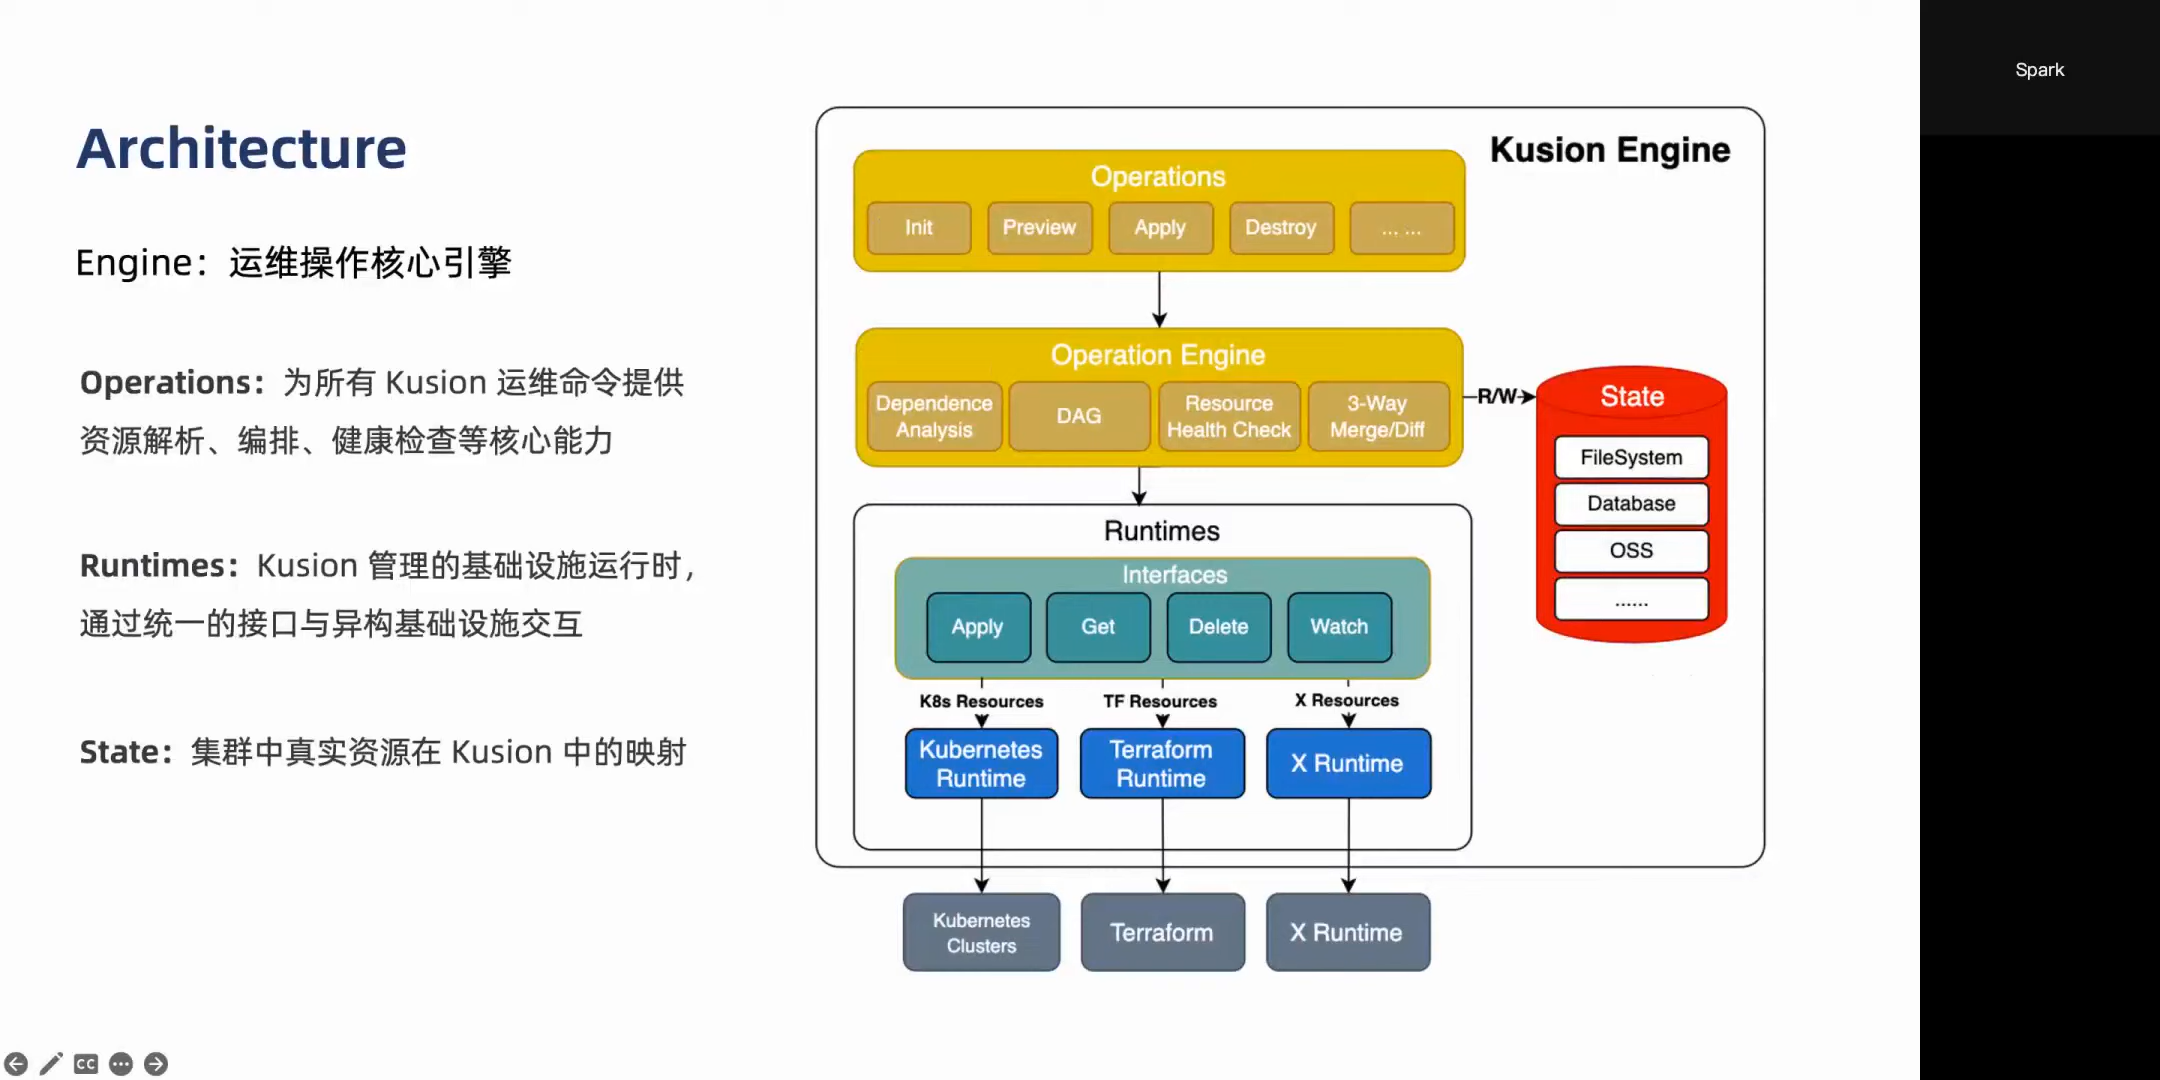 Spark
Architecture
Engine：运维操作核心引擎
Operations：为所有 Kusion 运维命令提供
资源解析、编排、健康检查等核心能力
Runtimes：Kusion 管理的基础设施运行时，
通过统一的接口与异构基础设施交互
State：集群中真实资源在 Kusion 中的映射
Kusion Engine
Operations
Init
Preview
Apply
Destroy
... ...
Operation Engine
Dependence
Analysis
DAG
Resource
Health Check
3-Way
Merge/Diff
R/W
State
FileSystem
Database
OSS
......
Runtimes
Interfaces
Apply
Get
Delete
Watch
K8s Resources
TF Resources
X Resources
Kubernetes
Runtime
Terraform
Runtime
X Runtime
Kubernetes
Clusters
Terraform
X Runtime
CC